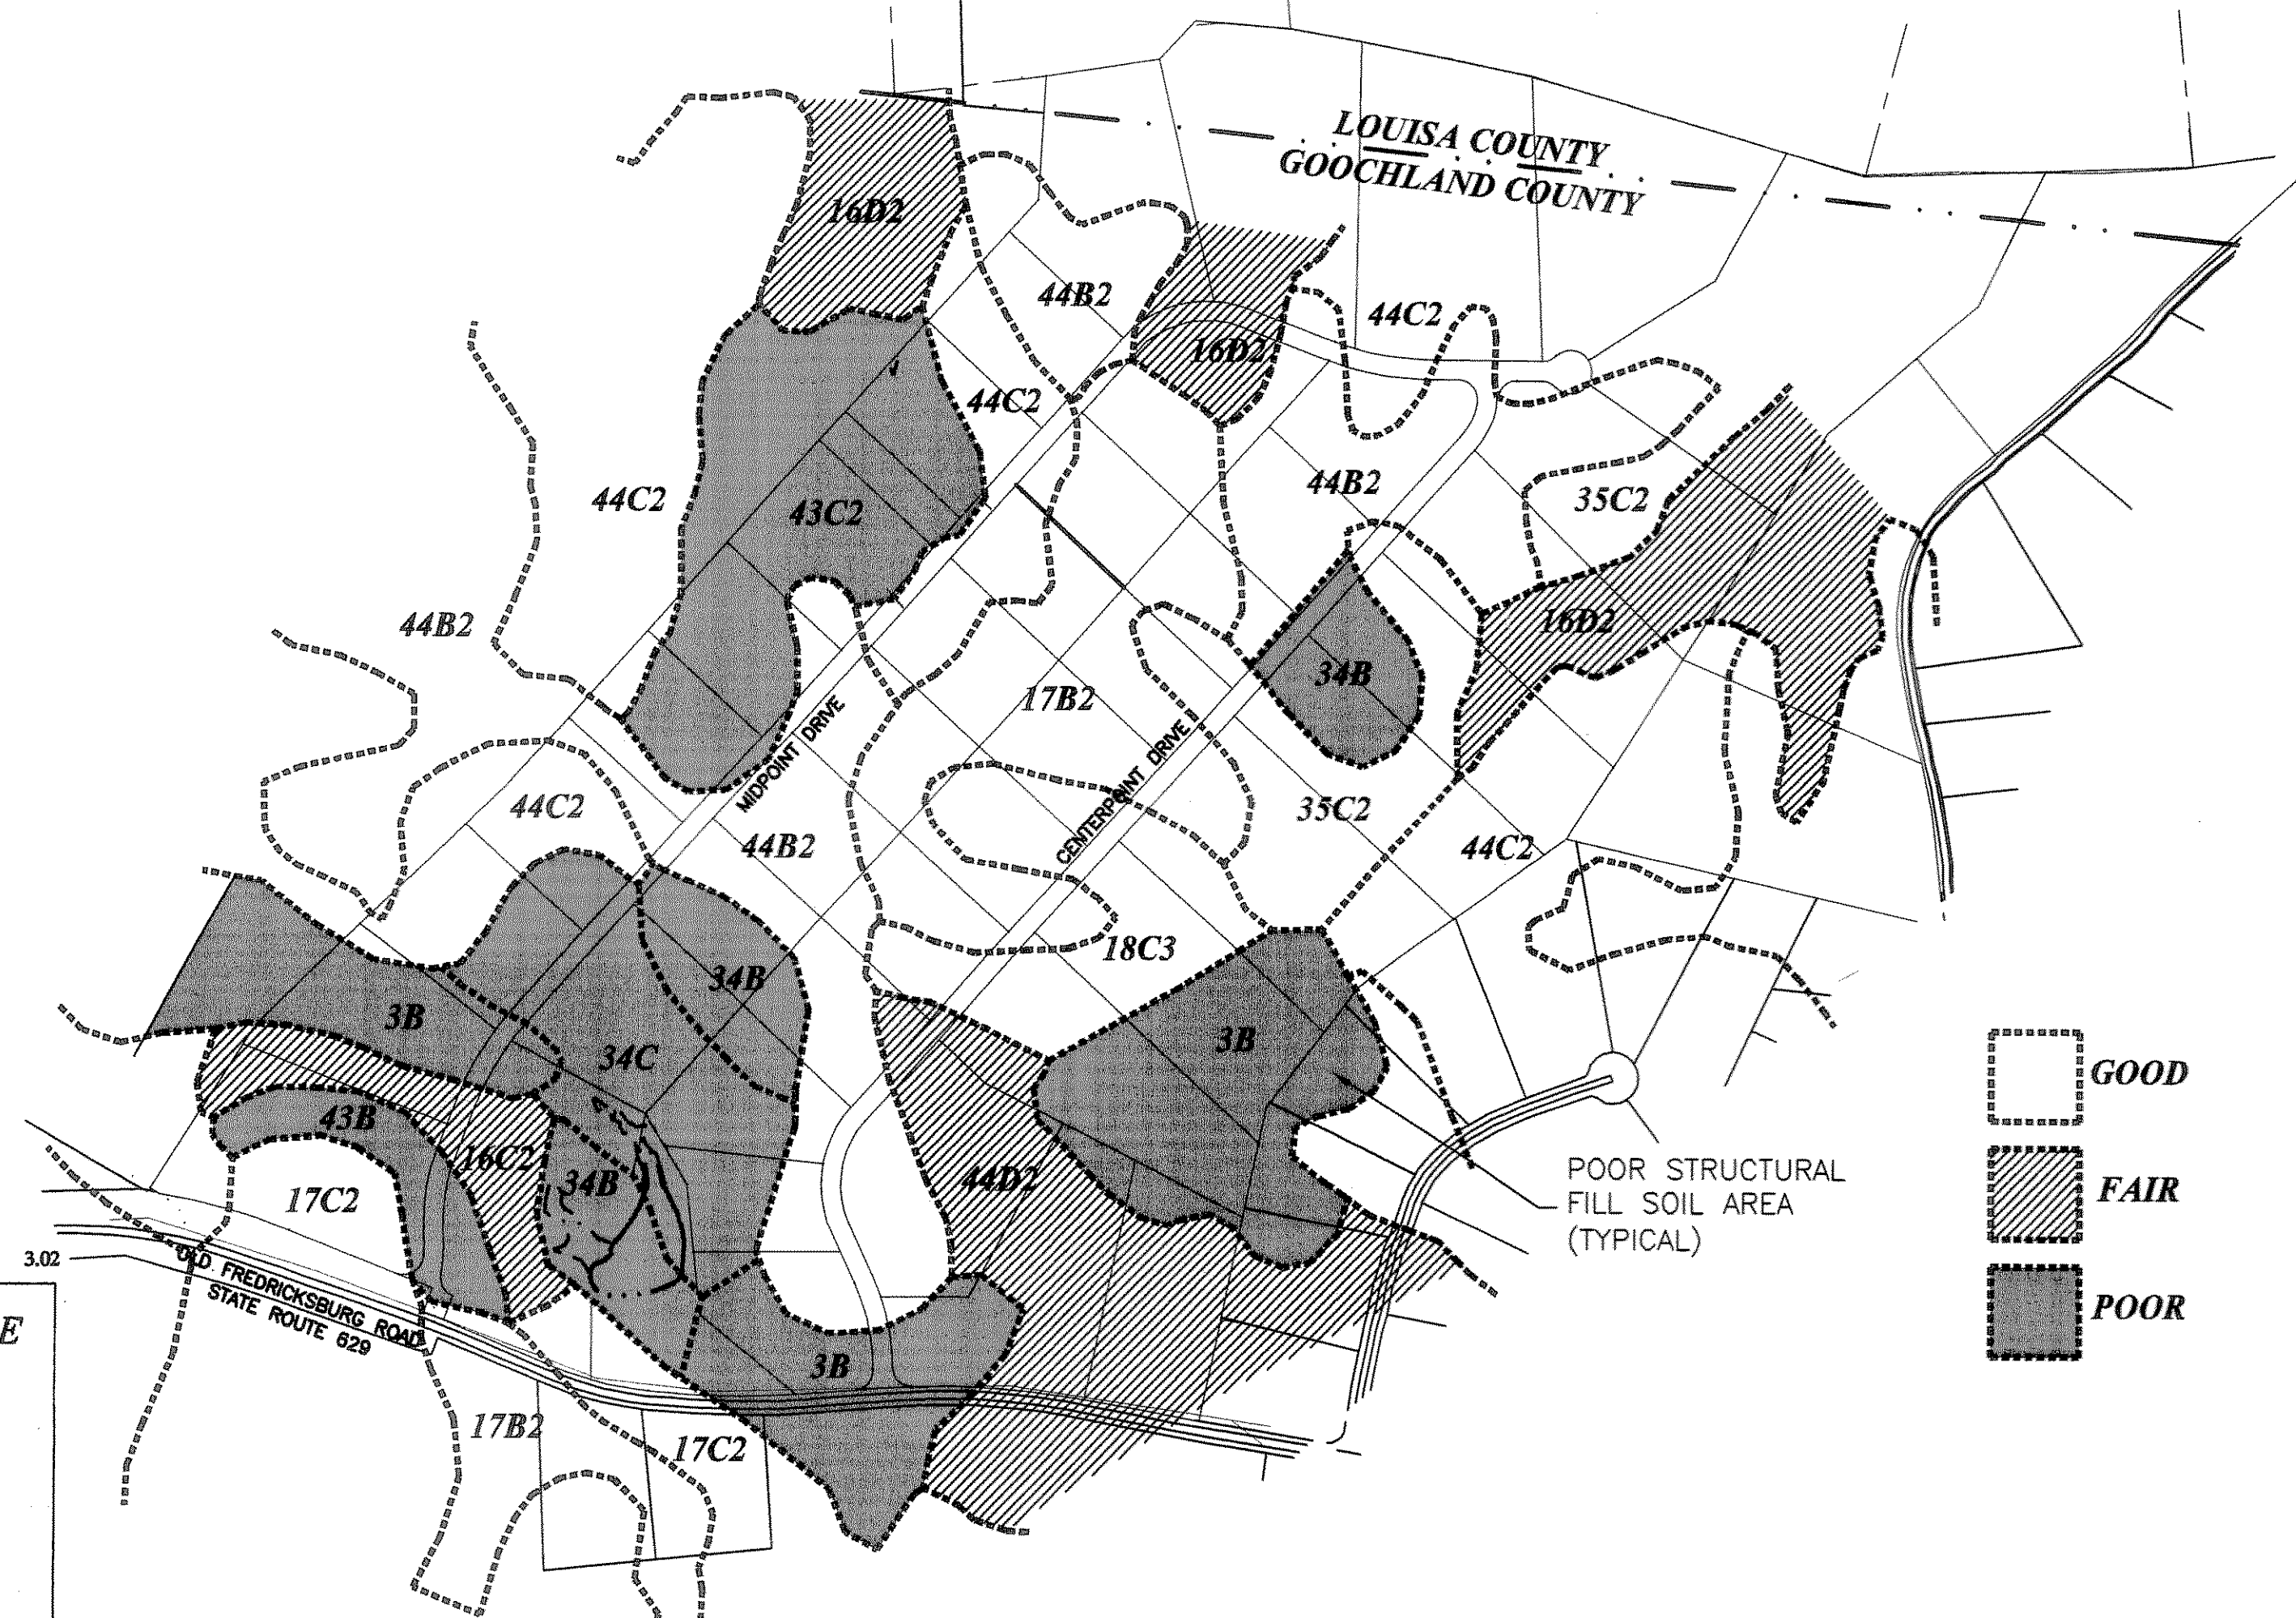 LOUISA COUNTY
GOOCHLAND COUNTY
16D2
44B2
44C2
16D2
44C2
44C2
43C2
44B2
35C2
44B2
16D2
34B
17B2
MIDPOINT DRIVE
CENTERPOINT DRIVE
44C2
44B2
35C2
44C2
18C3
34B
3B
34C
3B
43B
16C2
34B
44D2
17C2
POOR STRUCTURAL
FILL SOIL AREA
(TYPICAL)
GOOD
FAIR
POOR
3.02
OLD FREDRICKSBURG ROAD
STATE ROUTE 629
E
3B
17B2
17C2